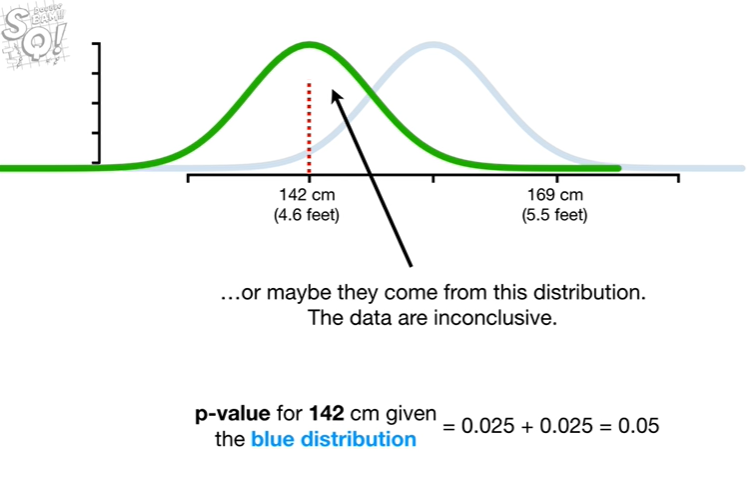 142 cm
(4.6 feet)
169 cm
(5.5 feet)
…or maybe they come from this distribution.
The data are inconclusive.
p-value for 142 cm given
the blue distribution
= 0.025 + 0.025 = 0.05